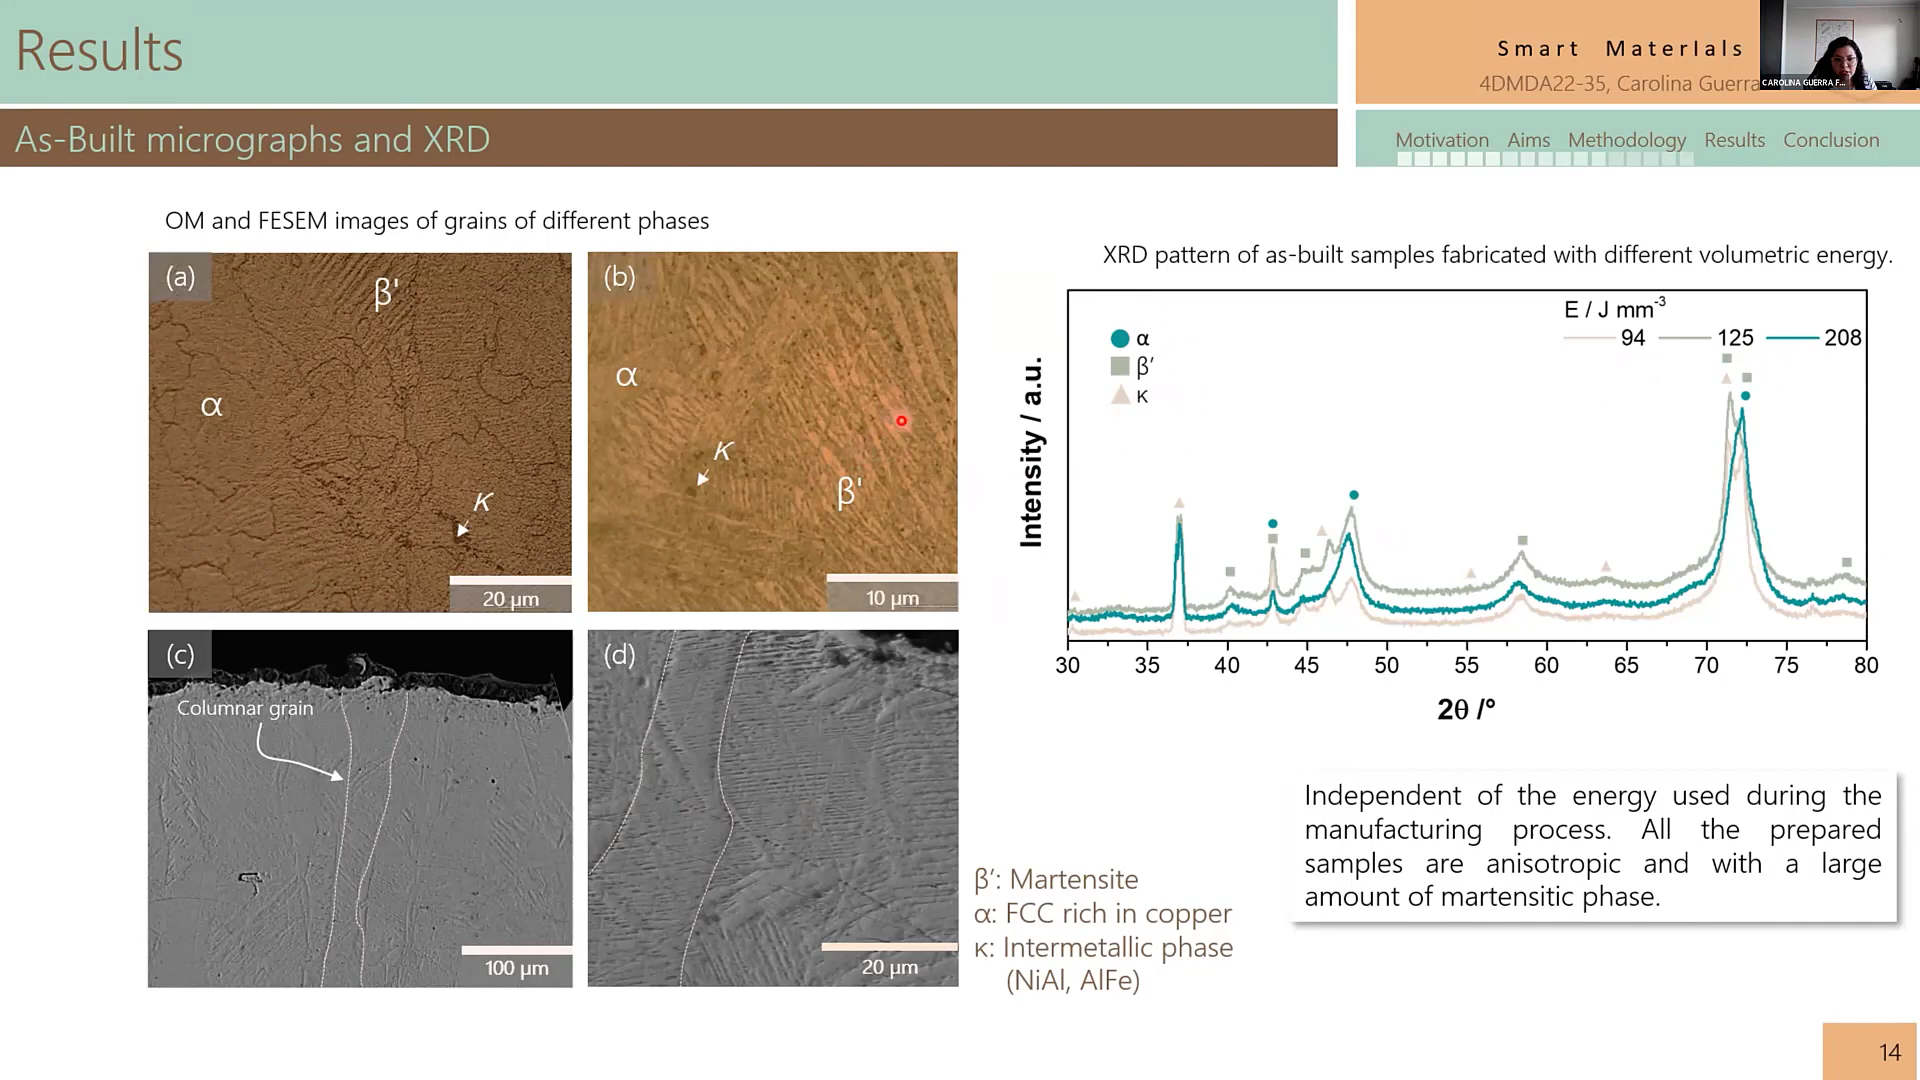 Results
Smart MaterIals
4DMDA22-35, Carolina Guerra
CAROLINA GUERRA F...
As-Built micrographs and XRD
Motivation Aims Methodology Results Conclusion
OM and FESEM images of grains of different phases
(a)
β'
α
κ
20 µm
(b)
α
κ
β'
10 µm
(c)
Columnar grain
100 µm
(d)
20 µm
β’: Martensite
α: FCC rich in copper
κ: Intermetallic phase
(NiAl, AlFe)
XRD pattern of as-built samples fabricated with different volumetric energy.
E / J mm-3
94 125 208
α
β’
κ
Intensity / a.u.
30 35 40 45 50 55 60 65 70 75 80
2θ /°
Independent of the energy used during the
manufacturing process. All the prepared
samples are anisotropic and with a large
amount of martensitic phase.
14